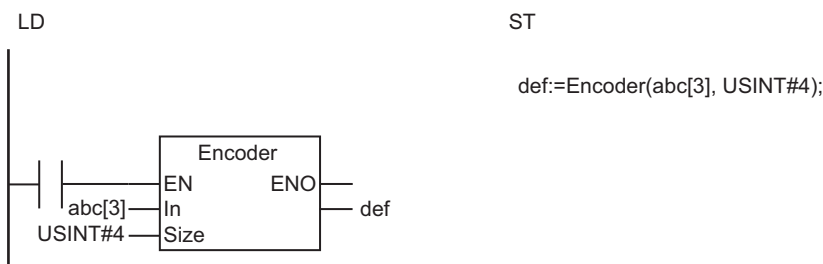 LD
ST
def:=Encoder(abc[3], USINT#4);
Encoder
EN
ENO
abc[3]
In
def
USINT#4
Size